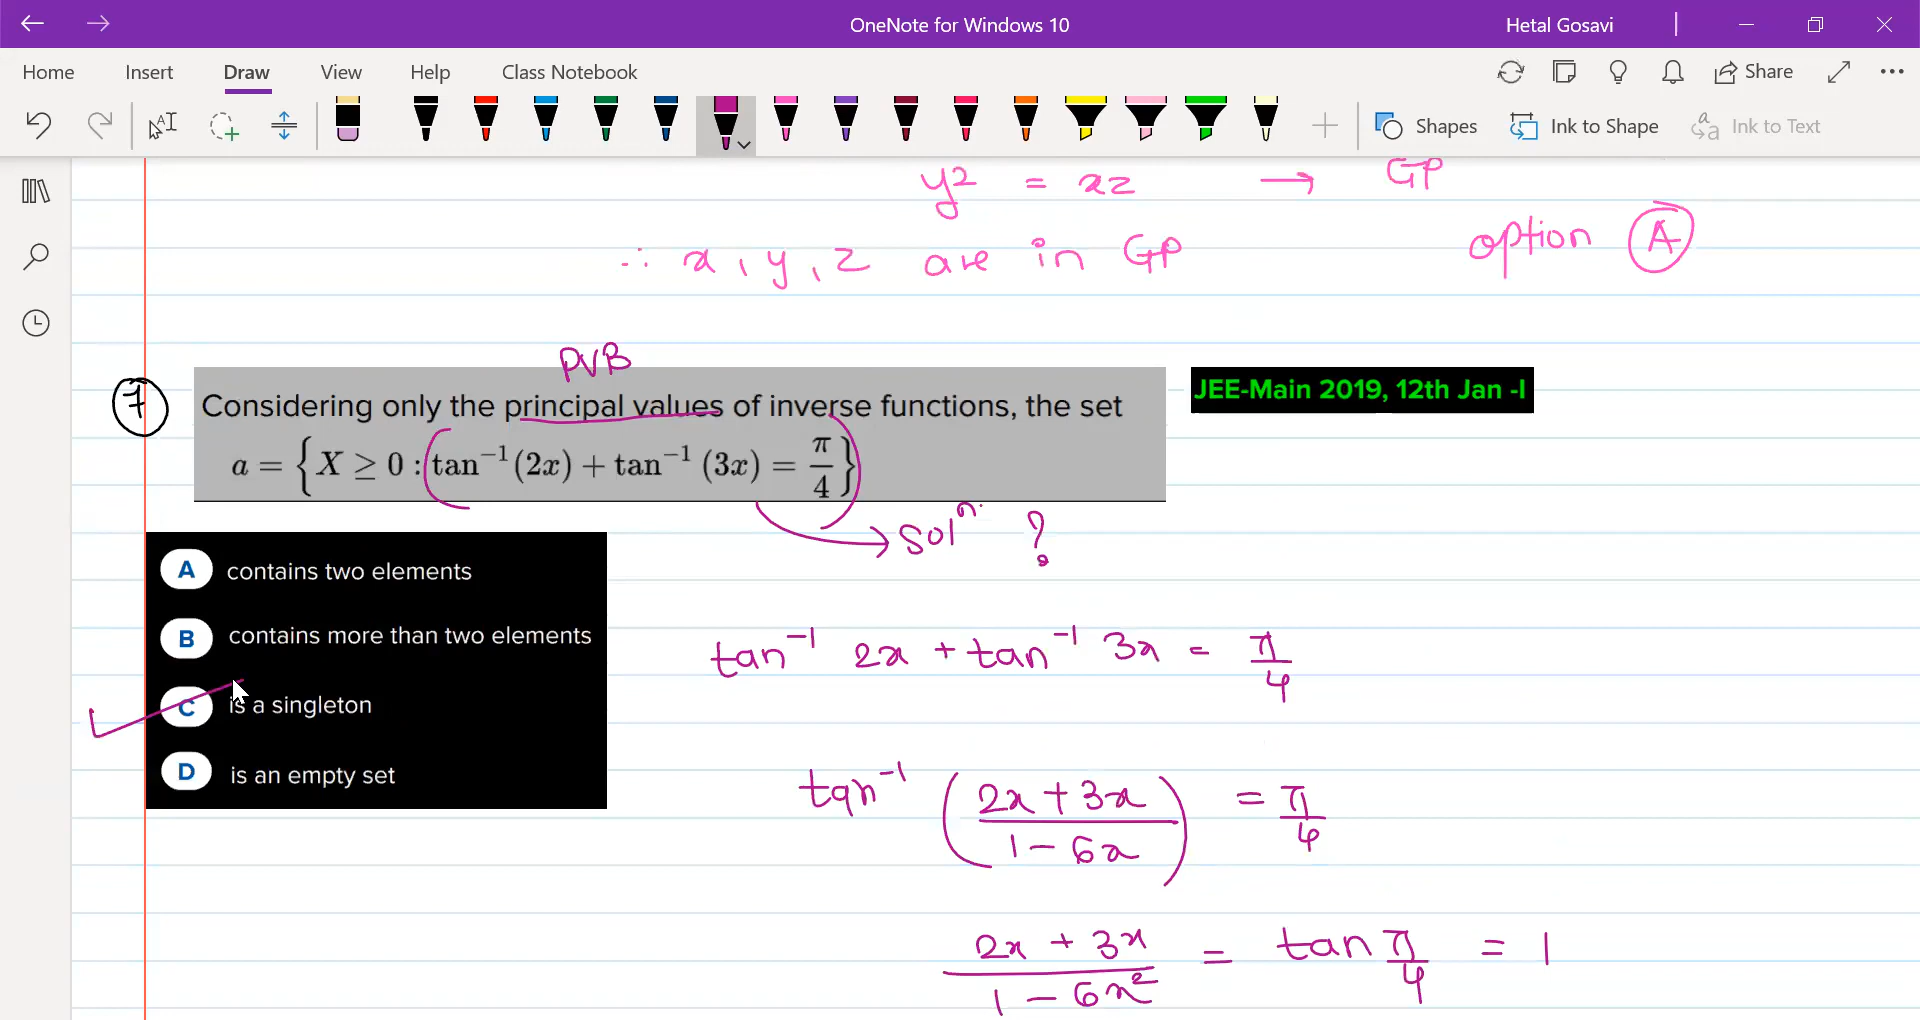 OneNote for Windows 10
Hetal Gosavi
Home Insert Draw View Help Class Notebook
Share
Shapes Ink to Shape Ink to Text
y² = xz → GP
∴ x, y, z are in GP
option A
7
PVB
Considering only the principal values of inverse functions, the set
a = {X ≥ 0 : tan⁻¹(2x) + tan⁻¹(3x) = π/4}
JEE-Main 2019, 12th Jan -I
→ Solⁿ. ?
A contains two elements
B contains more than two elements
C is a singleton
D is an empty set
tan⁻¹ 2x + tan⁻¹ 3x = π/4
tan⁻¹ ((2x + 3x)/(1 - 6x)) = π/4
(2x + 3x)/(1 - 6x²) = tan π/4 = 1